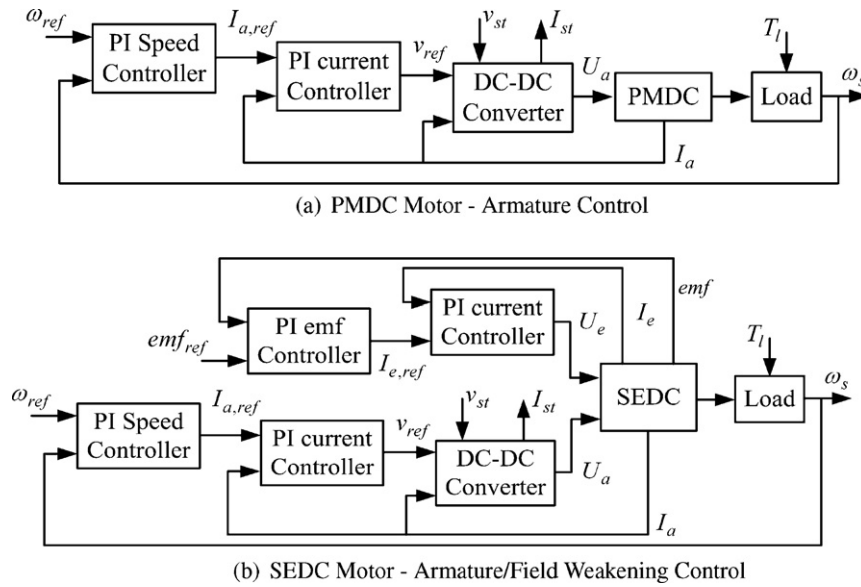 ω_ref
I_a,ref
PI Speed
Controller
PI current
Controller
v_ref
v_st
I_st
DC-DC
Converter
U_a
PMDC
T_l
Load
ω_s
I_a
(a) PMDC Motor - Armature Control
emf_ref
PI emf
Controller
I_e,ref
PI current
Controller
U_e
I_e
emf
SEDC
T_l
Load
ω_s
ω_ref
I_a,ref
PI Speed
Controller
PI current
Controller
v_ref
v_st
I_st
DC-DC
Converter
U_a
I_a
(b) SEDC Motor - Armature/Field Weakening Control